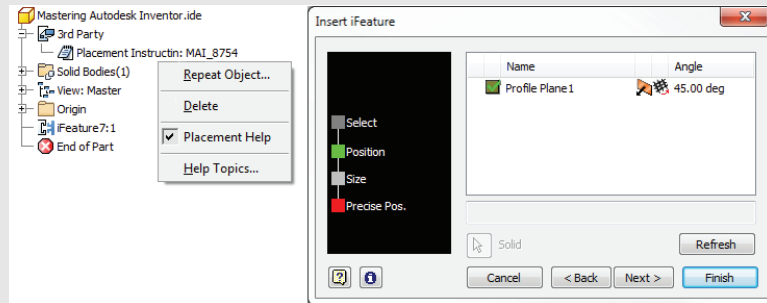 Mastering Autodesk Inventor.ide
3rd Party
Placement Instructin: MAI_8754
Solid Bodies(1)
View: Master
Origin
iFeature7:1
End of Part
Repeat Object...
Delete
Placement Help
Help Topics...
Insert iFeature
Select
Position
Size
Precise Pos.
Name Angle
Profile Plane1 45.00 deg
Solid
Refresh
Cancel
< Back
Next >
Finish